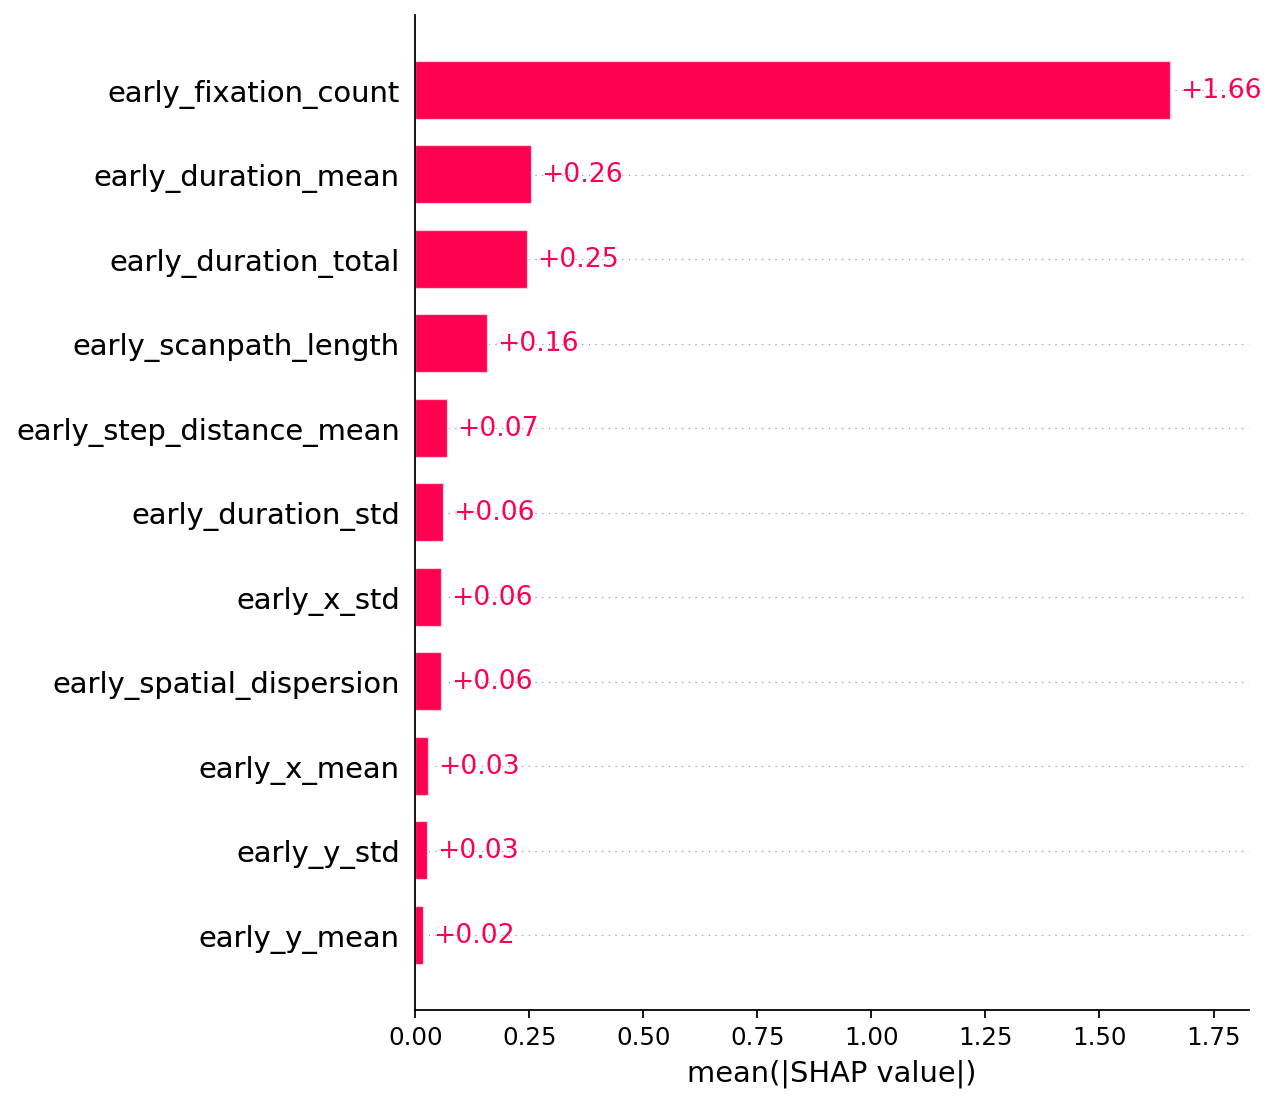 early_fixation_count +1.66
early_duration_mean +0.26
early_duration_total +0.25
early_scanpath_length +0.16
early_step_distance_mean +0.07
early_duration_std +0.06
early_x_std +0.06
early_spatial_dispersion +0.06
early_x_mean +0.03
early_y_std +0.03
early_y_mean +0.02
0.00 0.25 0.50 0.75 1.00 1.25 1.50 1.75
mean(|SHAP value|)